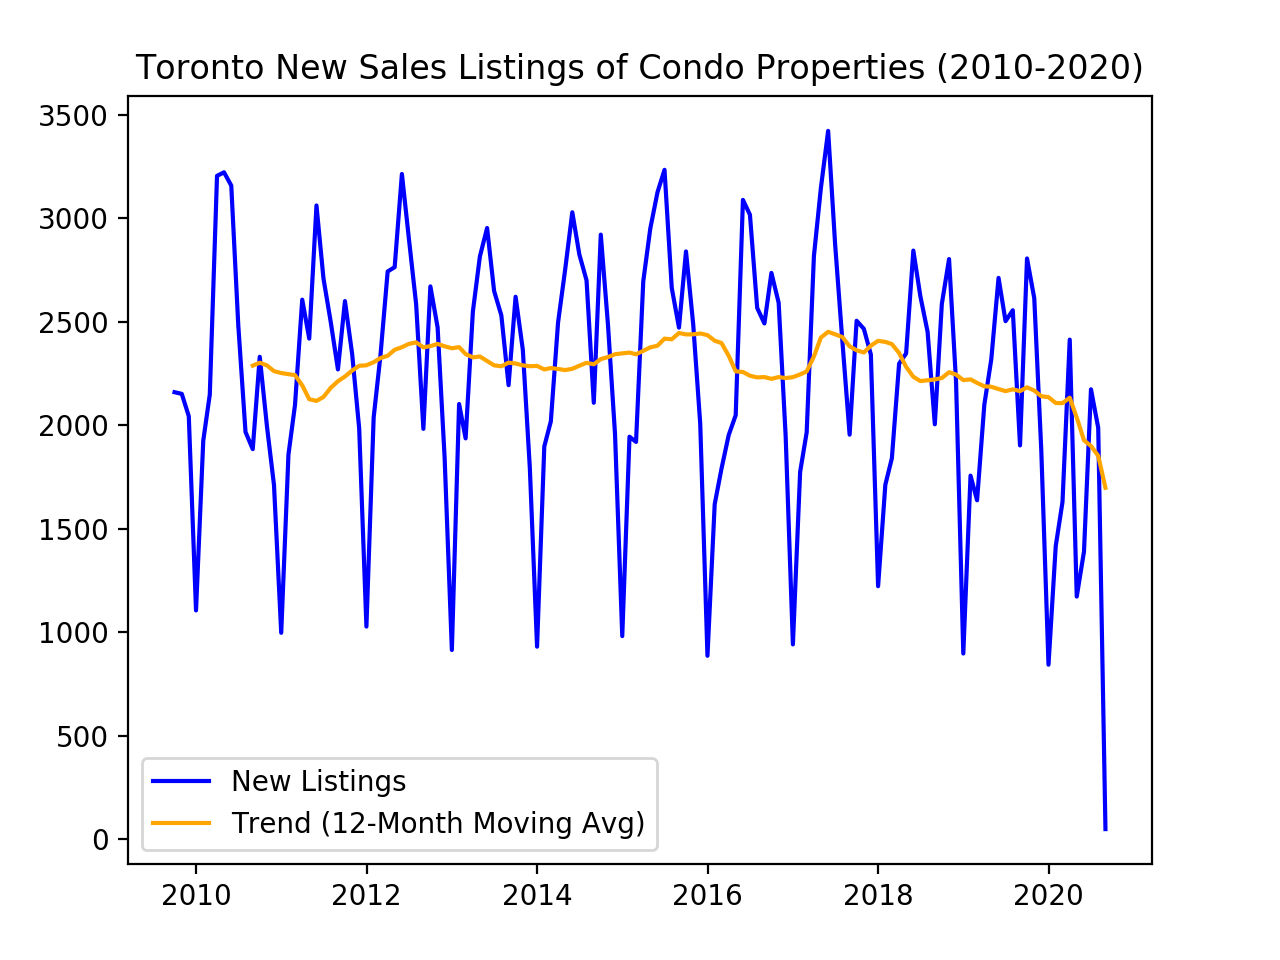 Toronto New Sales Listings of Condo Properties (2010-2020)
3500
3000
2500
2000
1500
1000
500
0
New Listings
Trend (12-Month Moving Avg)
2010 2012 2014 2016 2018 2020